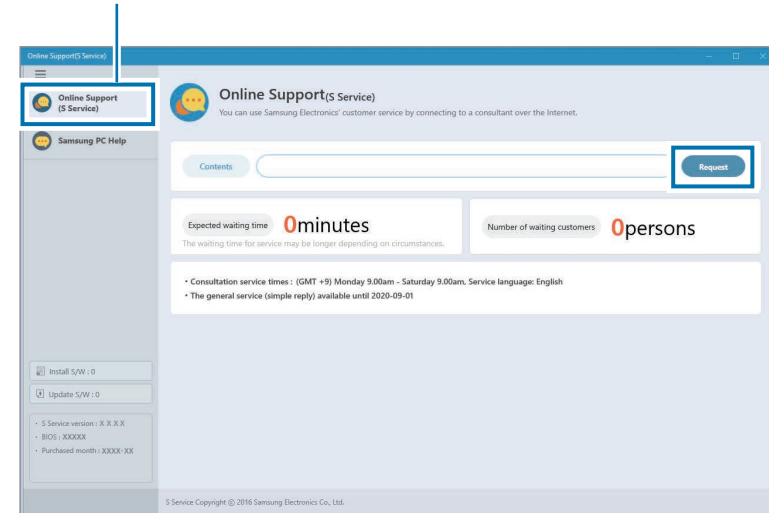 Online Support(S Service)
Online Support
(S Service)
Samsung PC Help
Online Support(S Service)
You can use Samsung Electronics' customer service by connecting to a consultant over the Internet.
Contents
Request
Expected waiting time 0minutes
The waiting time for service may be longer depending on circumstances.
Number of waiting customers 0persons
• Consultation service times : (GMT +9) Monday 9.00am - Saturday 9.00am, Service language: English
• The general service (simple reply) available until 2020-09-01
Install S/W : 0
Update S/W : 0
• S Service version : X X X X
• BIOS : XXXXX
• Purchased month : XXXX-XX
S Service Copyright © 2016 Samsung Electronics Co., Ltd.